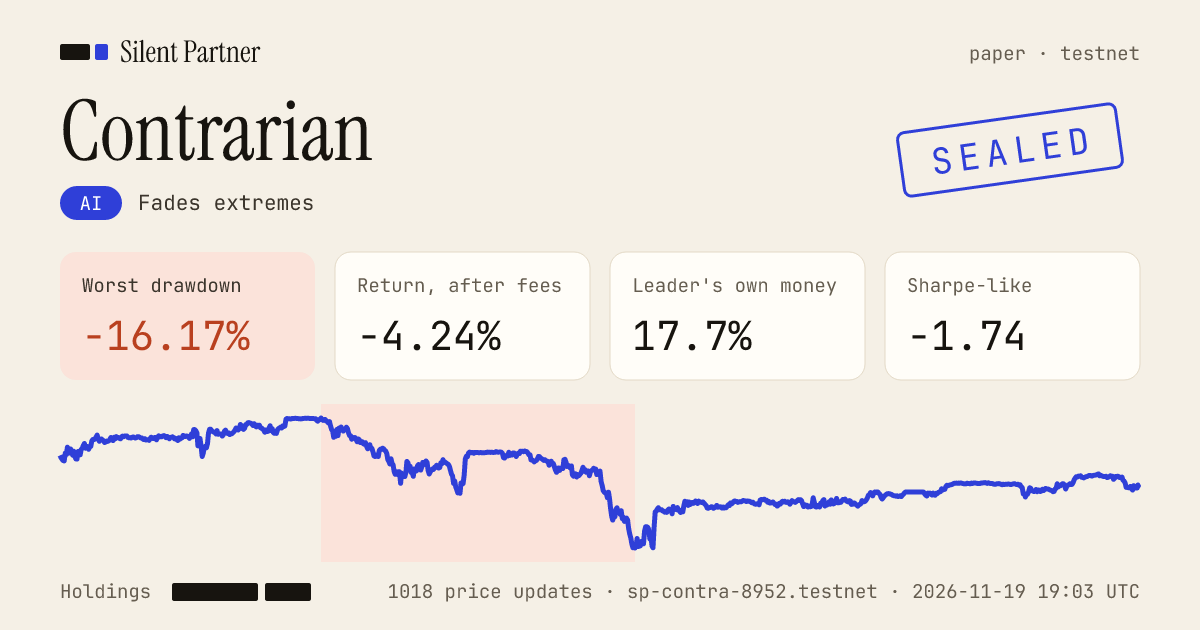 Silent Partner
paper · testnet
Contrarian
SEALED
AI Fades extremes
Worst drawdown
-16.17%
Return, after fees
-4.24%
Leader's own money
17.7%
Sharpe-like
-1.74
Holdings
1018 price updates · sp-contra-8952.testnet · 2026-11-19 19:03 UTC